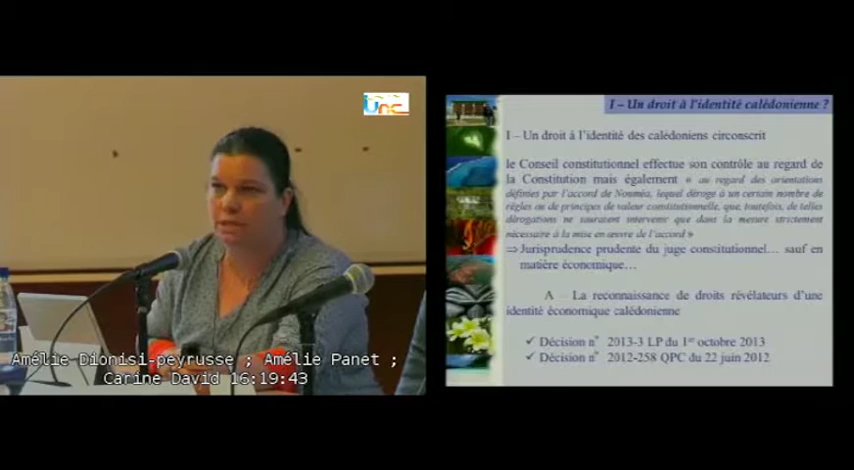 unc
Amélie Dionisi-peyrusse ; Amélie Panet ;
Carine David 16:19:43
I – Un droit à l'identité calédonienne ?
I – Un droit à l'identité des calédoniens circonscrit
le Conseil constitutionnel effectue son contrôle au regard de
la Constitution mais également « au regard des orientations
définies par l'accord de Nouméa, lequel déroge à un certain nombre de
règles ou de principes de valeur constitutionnelle, que, toutefois, de telles
dérogations ne sauraient intervenir que dans la mesure strictement
nécessaire à la mise en œuvre de l'accord »
⇒ Jurisprudence prudente du juge constitutionnel… sauf en
matière économique…
A – La reconnaissance de droits révélateurs d'une
identité économique calédonienne
✓ Décision n° 2013-3 LP du 1er octobre 2013
✓ Décision n° 2012-258 QPC du 22 juin 2012